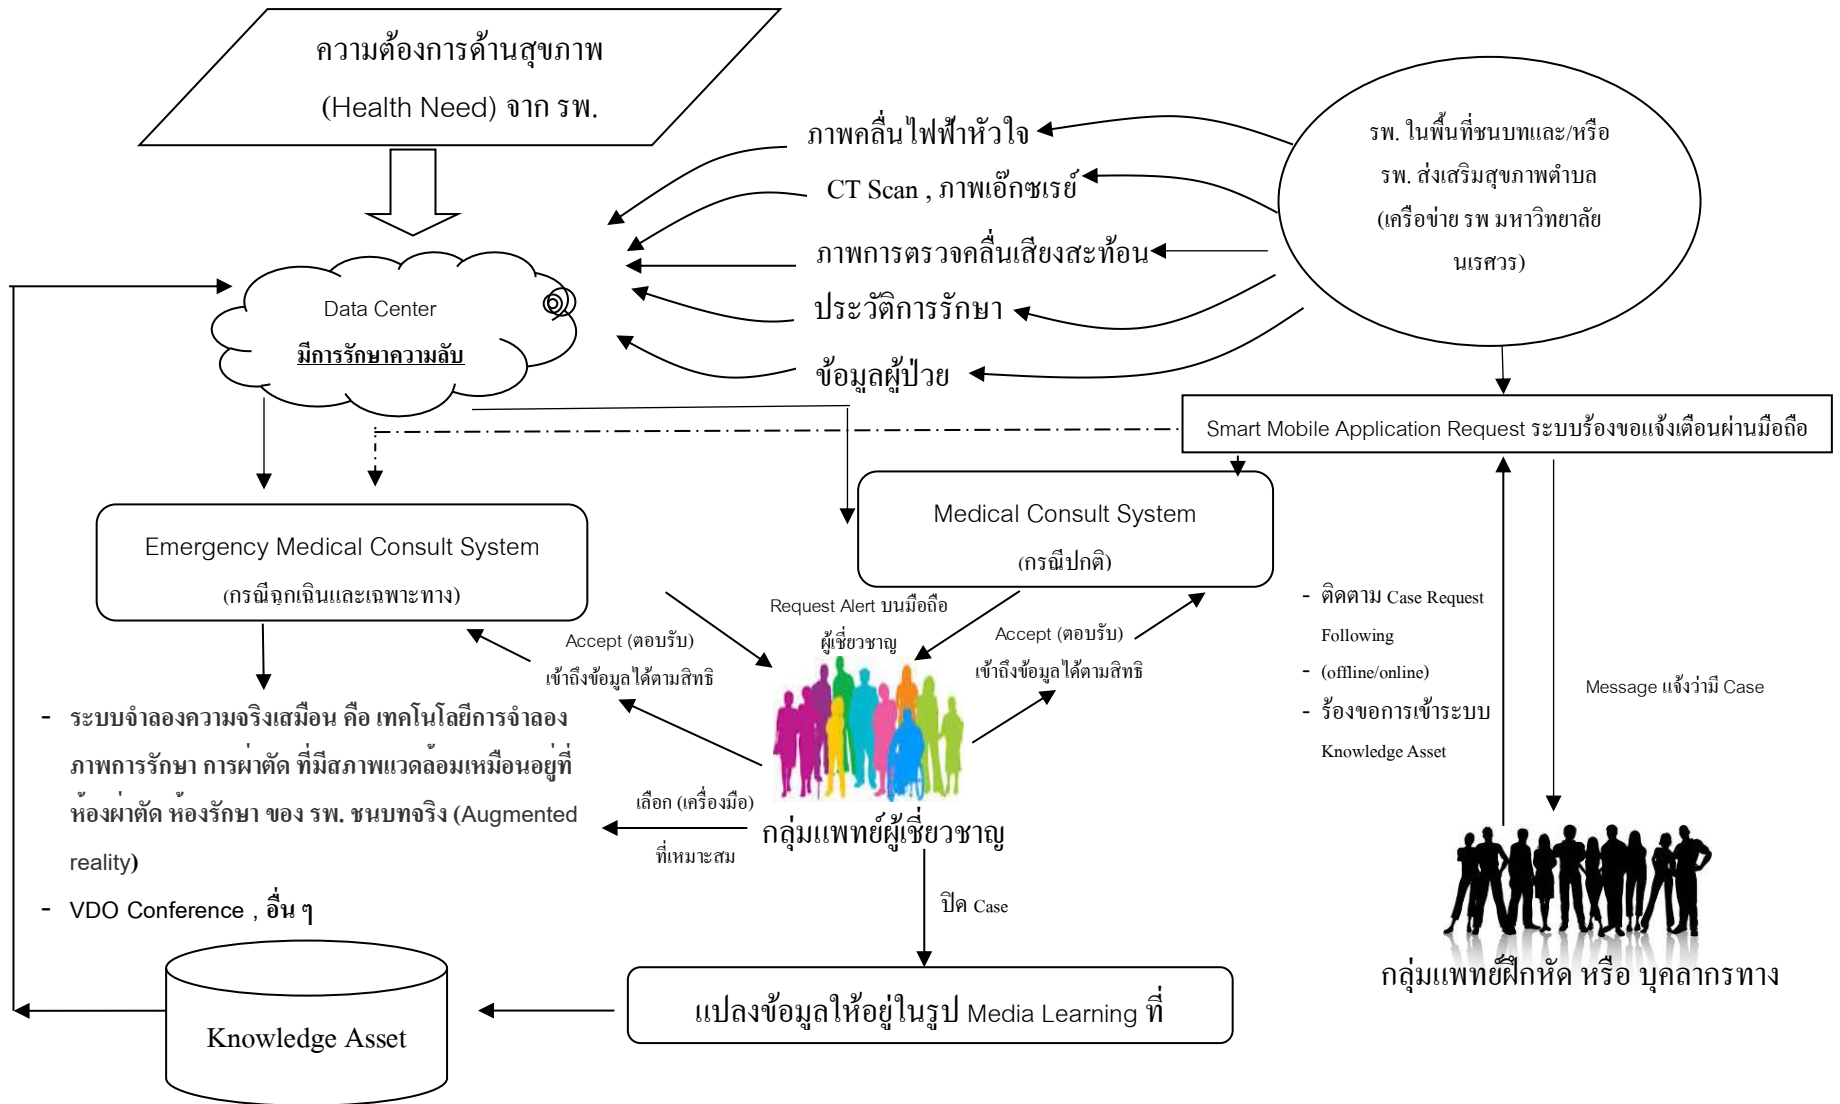 ความต้องการด้านสุขภาพ
(Health Need) จาก รพ.
ภาพคลื่นไฟฟ้าหัวใจ
CT Scan , ภาพเอ๊กซเรย์
ภาพการตรวจคลื่นเสียงสะท้อน
ประวัติการรักษา
ข้อมูลผู้ป่วย
รพ. ในพื้นที่ชนบทและ/หรือ
รพ. ส่งเสริมสุขภาพตำบล
(เครือข่าย รพ มหาวิทยาลัย
นเรศวร)
Data Center
มีการรักษาความลับ
Smart Mobile Application Request ระบบร้องขอแจ้งเตือนผ่านมือถือ
Emergency Medical Consult System
(กรณีฉุกเฉินและเฉพาะทาง)
Medical Consult System
(กรณีปกติ)
Request Alert บนมือถือ
ผู้เชี่ยวชาญ
Accept (ตอบรับ)
เข้าถึงข้อมูลได้ตามสิทธิ
Accept (ตอบรับ)
เข้าถึงข้อมูลได้ตามสิทธิ
- ติดตาม Case Request
Following
- (offline/online)
- ร้องขอการเข้าระบบ
Knowledge Asset
Message แจ้งว่ามี Case
- ระบบจำลองความจริงเสมือน คือ เทคโนโลยีการจำลอง
ภาพการรักษา การผ่าตัด ที่มีสภาพแวดล้อมเหมือนอยู่ที่
ห้องผ่าตัด ห้องรักษา ของ รพ. ชนบทจริง (Augmented
reality)
- VDO Conference , อื่น ๆ
เลือก (เครื่องมือ)
ที่เหมาะสม
กลุ่มแพทย์ผู้เชี่ยวชาญ
ปิด Case
กลุ่มแพทย์ฝึกหัด หรือ บุคลากรทาง
แปลงข้อมูลให้อยู่ในรูป Media Learning ที่
Knowledge Asset